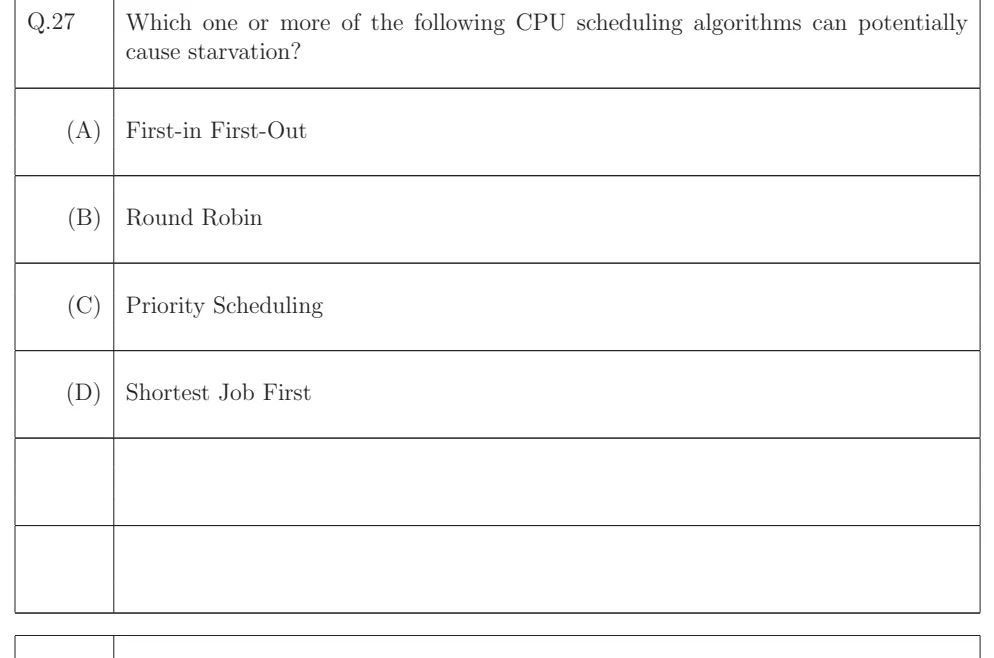 Q.27 Which one or more of the following CPU scheduling algorithms can potentially
cause starvation?
(A) First-in First-Out
(B) Round Robin
(C) Priority Scheduling
(D) Shortest Job First